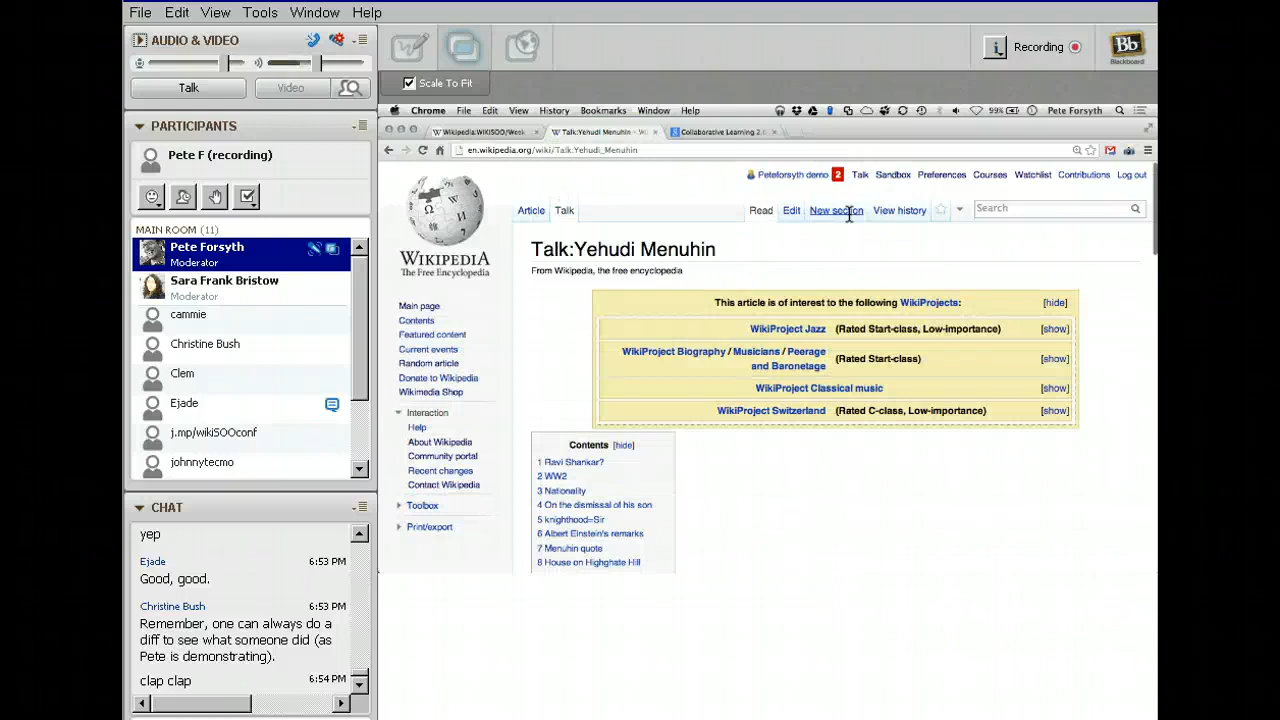 File Edit View Tools Window Help
AUDIO & VIDEO
Talk
Video
PARTICIPANTS
Pete F (recording)
MAIN ROOM (11)
Pete Forsyth
Moderator
Sara Frank Bristow
Moderator
cammie
Christine Bush
Clem
Ejade
j.mp/wikiSOOconf
johnnytecmo
CHAT
yep
Ejade 6:53 PM
Good, good.
Christine Bush 6:53 PM
Remember, one can always do a
diff to see what someone did (as
Pete is demonstrating).
clap clap 6:54 PM
Recording
Bb
Blackboard
Scale To Fit
Chrome File Edit View History Bookmarks Window Help
99% Pete Forsyth
Wikipedia:WIKISOO/Week
Talk:Yehudi Menuhin - W
Collaborative Learning 2.
en.wikipedia.org/wiki/Talk:Yehudi_Menuhin
Peteforsyth demo 2 Talk Sandbox Preferences Courses Watchlist Contributions Log out
Article Talk Read Edit New section View history Search
WIKIPEDIA
The Free Encyclopedia
Main page
Contents
Featured content
Current events
Random article
Donate to Wikipedia
Wikimedia Shop
Interaction
Help
About Wikipedia
Community portal
Recent changes
Contact Wikipedia
Toolbox
Print/export
Talk:Yehudi Menuhin
From Wikipedia, the free encyclopedia
This article is of interest to the following WikiProjects: [hide]
WikiProject Jazz (Rated Start-class, Low-importance) [show]
WikiProject Biography / Musicians / Peerage
and Baronetage (Rated Start-class) [show]
WikiProject Classical music [show]
WikiProject Switzerland (Rated C-class, Low-importance) [show]
Contents [hide]
1 Ravi Shankar?
2 WW2
3 Nationality
4 On the dismissal of his son
5 knighthood=Sir
6 Albert Einstein's remarks
7 Menuhin quote
8 House on Highghate Hill